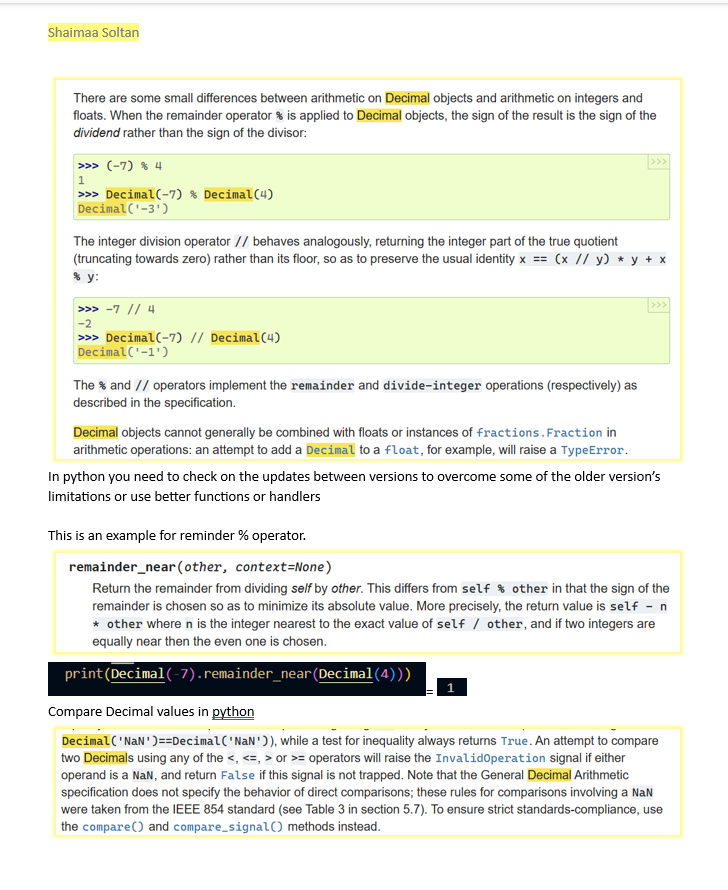 Shaimaa Soltan
There are some small differences between arithmetic on Decimal objects and arithmetic on integers and
floats. When the remainder operator % is applied to Decimal objects, the sign of the result is the sign of the
dividend rather than the sign of the divisor:
>>> (-7) % 4
>>>
1
>>> Decimal(-7) % Decimal(4)
Decimal('-3')
The integer division operator // behaves analogously, returning the integer part of the true quotient
(truncating towards zero) rather than its floor, so as to preserve the usual identity x == (x // y) * y + x
% y:
>>> -7 // 4
>>>
-2
>>> Decimal(-7) // Decimal(4)
Decimal('-1')
The % and // operators implement the remainder and divide-integer operations (respectively) as
described in the specification.
Decimal objects cannot generally be combined with floats or instances of fractions.Fraction in
arithmetic operations: an attempt to add a Decimal to a float, for example, will raise a TypeError.
In python you need to check on the updates between versions to overcome some of the older version's
limitations or use better functions or handlers
This is an example for reminder % operator.
remainder_near(other, context=None)
Return the remainder from dividing self by other. This differs from self % other in that the sign of the
remainder is chosen so as to minimize its absolute value. More precisely, the return value is self - n
* other where n is the integer nearest to the exact value of self / other, and if two integers are
equally near then the even one is chosen.
print(Decimal(-7).remainder_near(Decimal(4)))
= 1
Compare Decimal values in python
Decimal('NaN')==Decimal('NaN')), while a test for inequality always returns True. An attempt to compare
two Decimals using any of the <, <=, > or >= operators will raise the InvalidOperation signal if either
operand is a NaN, and return False if this signal is not trapped. Note that the General Decimal Arithmetic
specification does not specify the behavior of direct comparisons; these rules for comparisons involving a NaN
were taken from the IEEE 854 standard (see Table 3 in section 5.7). To ensure strict standards-compliance, use
the compare() and compare_signal() methods instead.